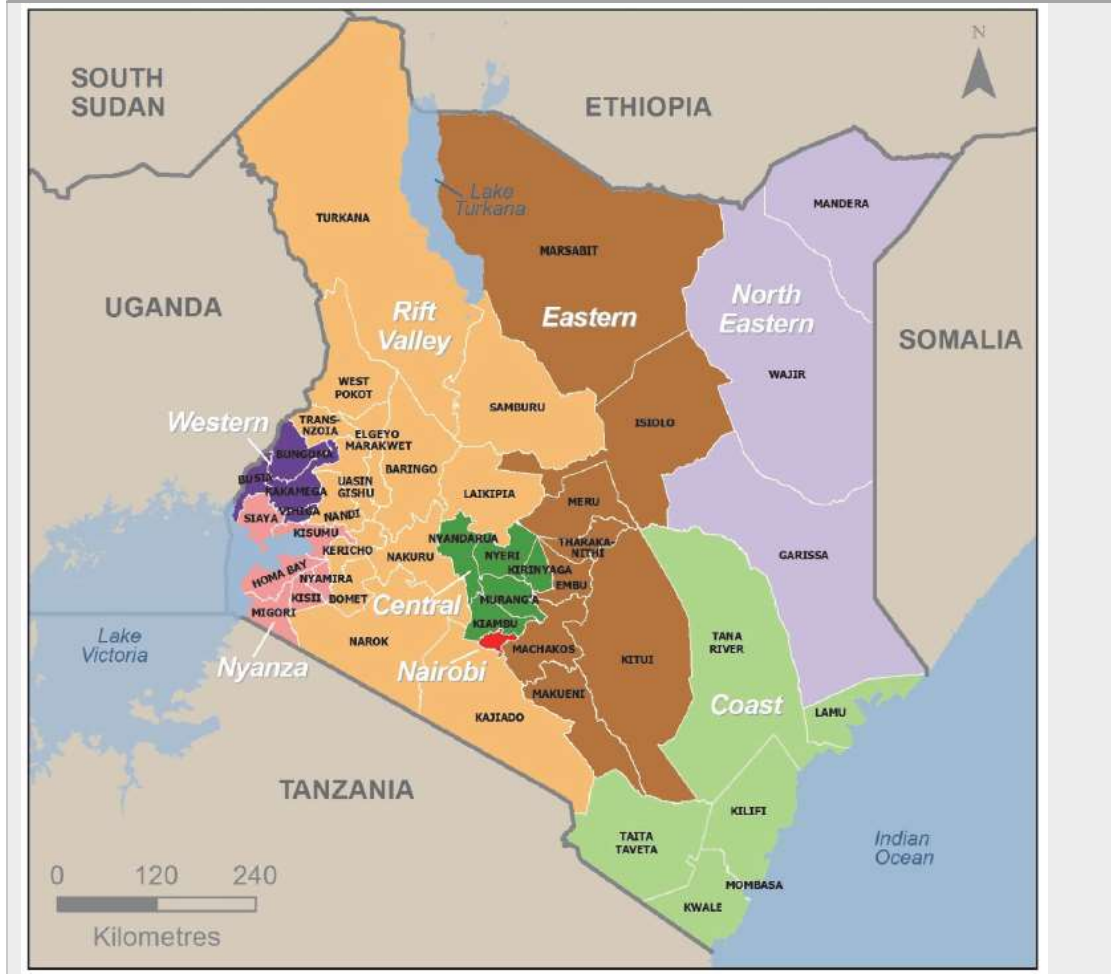 N
SOUTH
SUDAN
ETHIOPIA
Lake
Turkana
MANDERA
TURKANA
MARSABIT
UGANDA
Rift
Valley
Eastern
North
Eastern
SOMALIA
WAJIR
WEST
POKOT
SAMBURU
ISIOLO
Western
TRANS-
NZOIA
ELGEYO
MARAKWET
BUNGOMA
BARINGO
BUSIA
KAKAMEGA
UASIN
GISHU
LAIKIPIA
MERU
VIHIGA
SIAYA
NANDI
KISUMU
NYANDARUA
THARAKA-
NITHI
KERICHO
NAKURU
NYERI
GARISSA
KIRINYAGA
HOMA BAY
NYAMIRA
EMBU
KISII
BOMET
Central
MURANG'A
MIGORI
KIAMBU
Lake
Victoria
NAROK
MACHAKOS
KITUI
TANA
RIVER
Nyanza
Nairobi
MAKUENI
Coast
LAMU
KAJIADO
TANZANIA
KILIFI
TAITA
TAVETA
Indian
Ocean
MOMBASA
KWALE
0 120 240
Kilometres